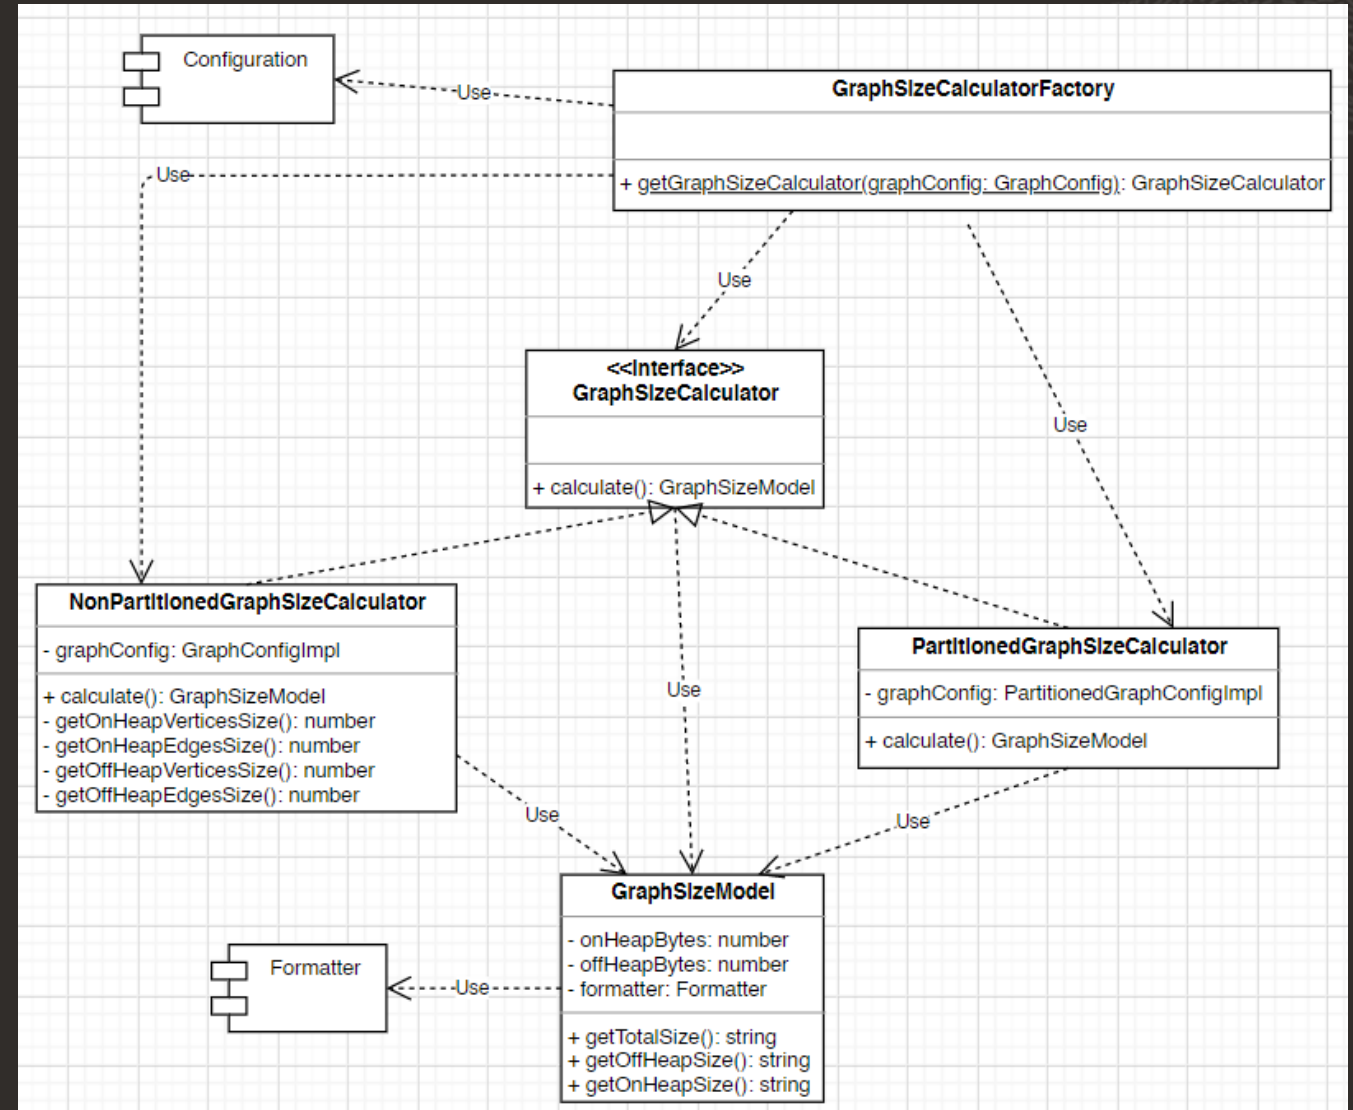 Configuration
Use
GraphSizeCalculatorFactory
Use
+ getGraphSizeCalculator(graphConfig: GraphConfig): GraphSizeCalculator
Use
<<Interface>>
GraphSizeCalculator
+ calculate(): GraphSizeModel
Use
NonPartitionedGraphSizeCalculator
- graphConfig: GraphConfigImpl
+ calculate(): GraphSizeModel
- getOnHeapVerticesSize(): number
- getOnHeapEdgesSize(): number
- getOffHeapVerticesSize(): number
- getOffHeapEdgesSize(): number
Use
PartitionedGraphSizeCalculator
- graphConfig: PartitionedGraphConfigImpl
+ calculate(): GraphSizeModel
Use
Use
GraphSizeModel
- onHeapBytes: number
- offHeapBytes: number
- formatter: Formatter
+ getTotalSize(): string
+ getOffHeapSize(): string
+ getOnHeapSize(): string
Formatter
Use